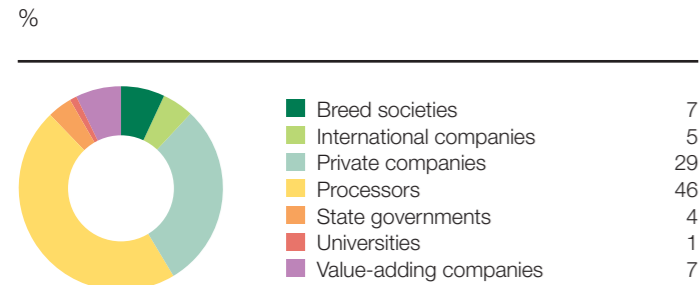 %
Breed societies 7
International companies 5
Private companies 29
Processors 46
State governments 4
Universities 1
Value-adding companies 7